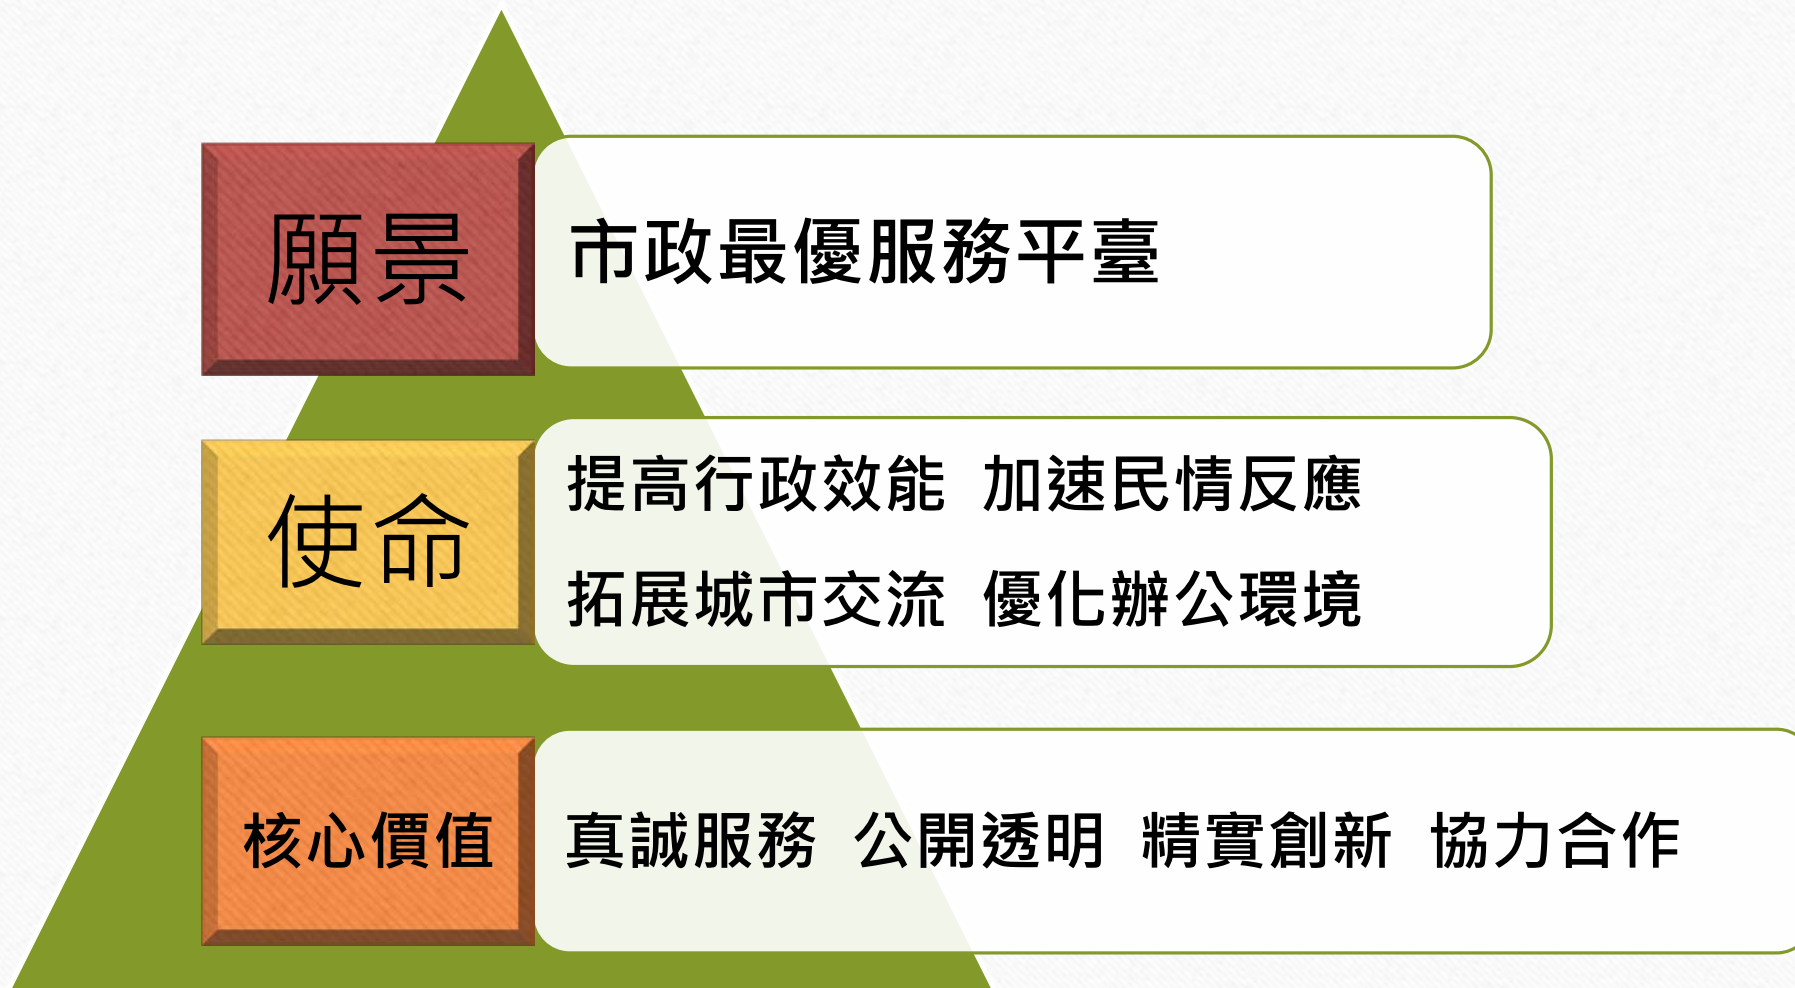 願景
市政最優服務平臺
使命
提高行政效能 加速民情反應
拓展城市交流 優化辦公環境
核心價值
真誠服務 公開透明 精實創新 協力合作